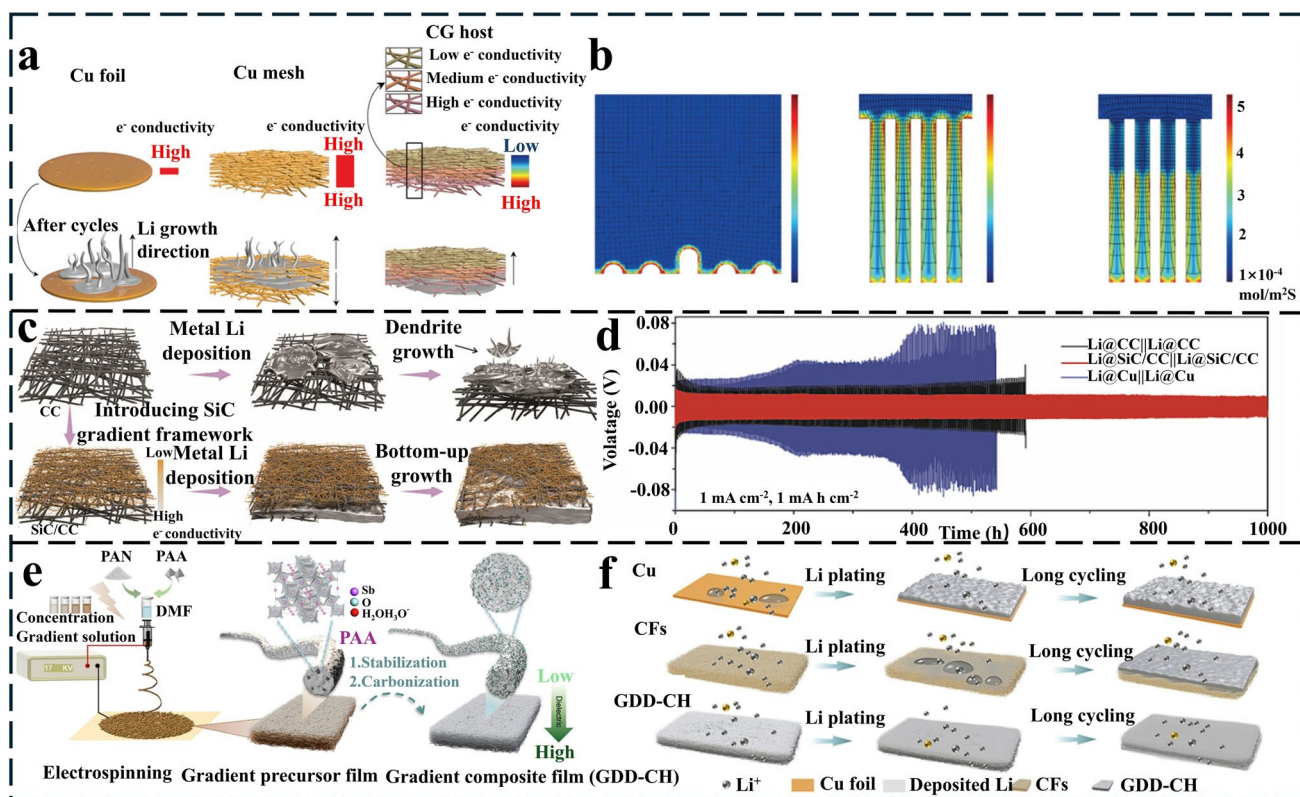 a
Cu foil
Cu mesh
CG host
Low e⁻ conductivity
Medium e⁻ conductivity
High e⁻ conductivity
e⁻ conductivity
High
e⁻ conductivity
High
e⁻ conductivity
Low
High
After cycles
Li growth
direction
b
5
4
3
2
1×10⁻⁴
mol/m²S
c
Metal Li
deposition
Dendrite
growth
CC
Introducing SiC
gradient framework
Low
Metal Li
deposition
Bottom-up
growth
High
e⁻ conductivity
SiC/CC
d
Volatage (V)
0.08
0.04
0.00
-0.04
-0.08
Li@CC||Li@CC
Li@SiC/CC||Li@SiC/CC
Li@Cu||Li@Cu
1 mA cm⁻², 1 mA h cm⁻²
0
200
400
600
800
1000
Time (h)
e
PAN
PAA
DMF
Concentration
Gradient solution
17 KV
Sb
O
H₂OH₃O⁻
PAA
1.Stabilization
2.Carbonization
Low
Dielectric
High
Electrospinning
Gradient precursor film
Gradient composite film (GDD-CH)
f
Cu
Li plating
Long cycling
CFs
Li plating
Long cycling
GDD-CH
Li plating
Long cycling
Li⁺
Cu foil
Deposited Li
CFs
GDD-CH